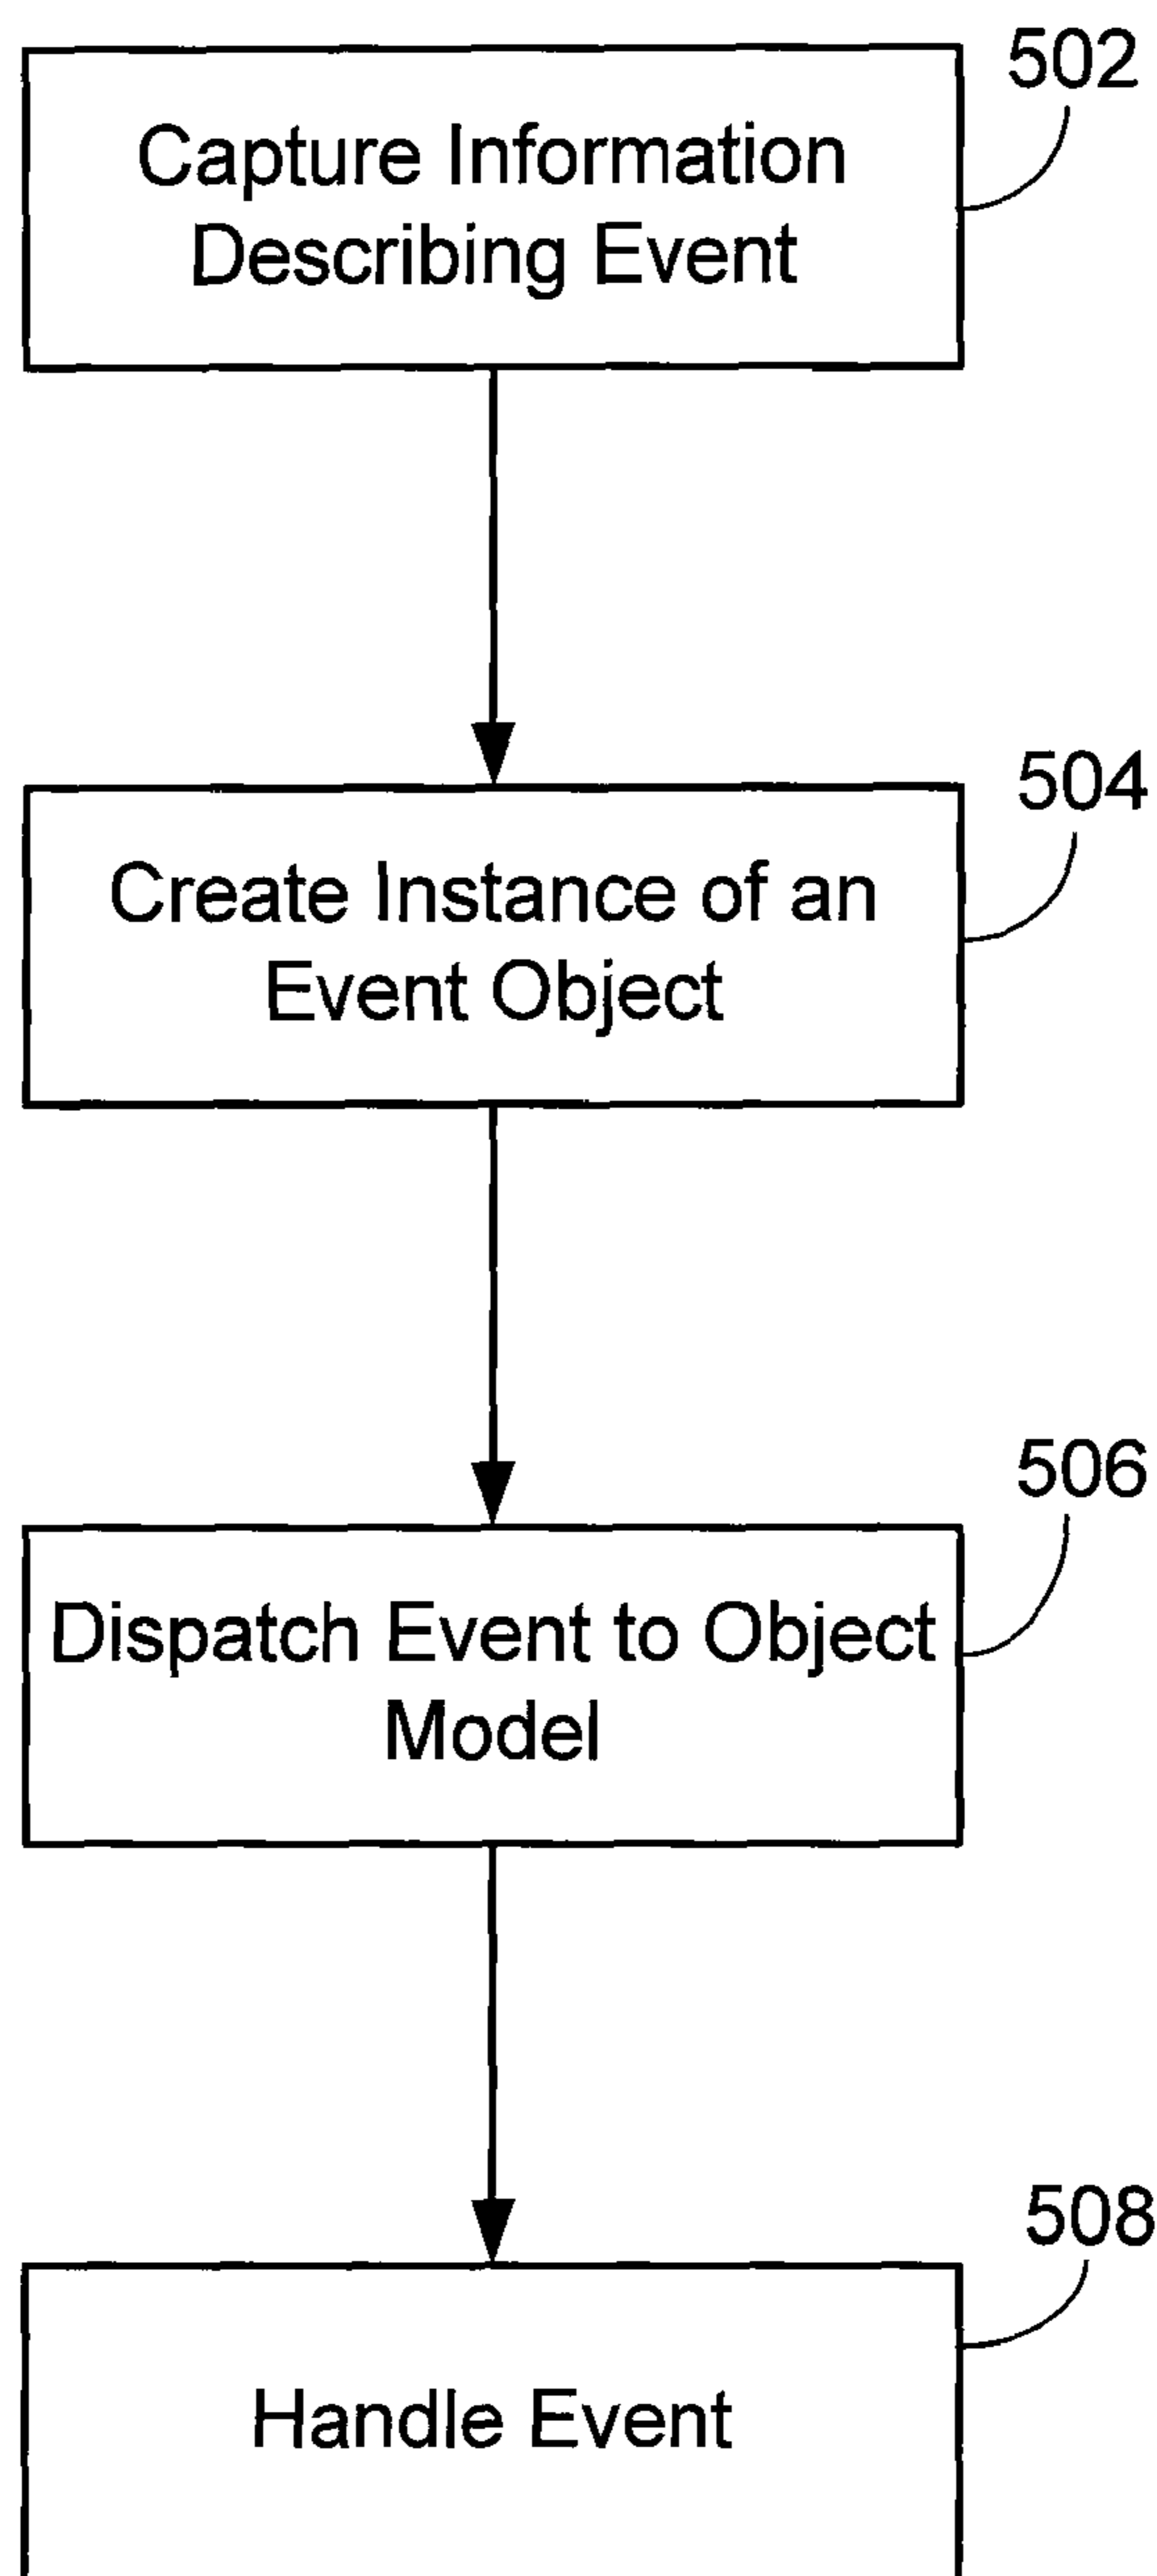 502
Capture Information
Describing Event
504
Create Instance of an
Event Object
506
Dispatch Event to Object
Model
508
Handle Event